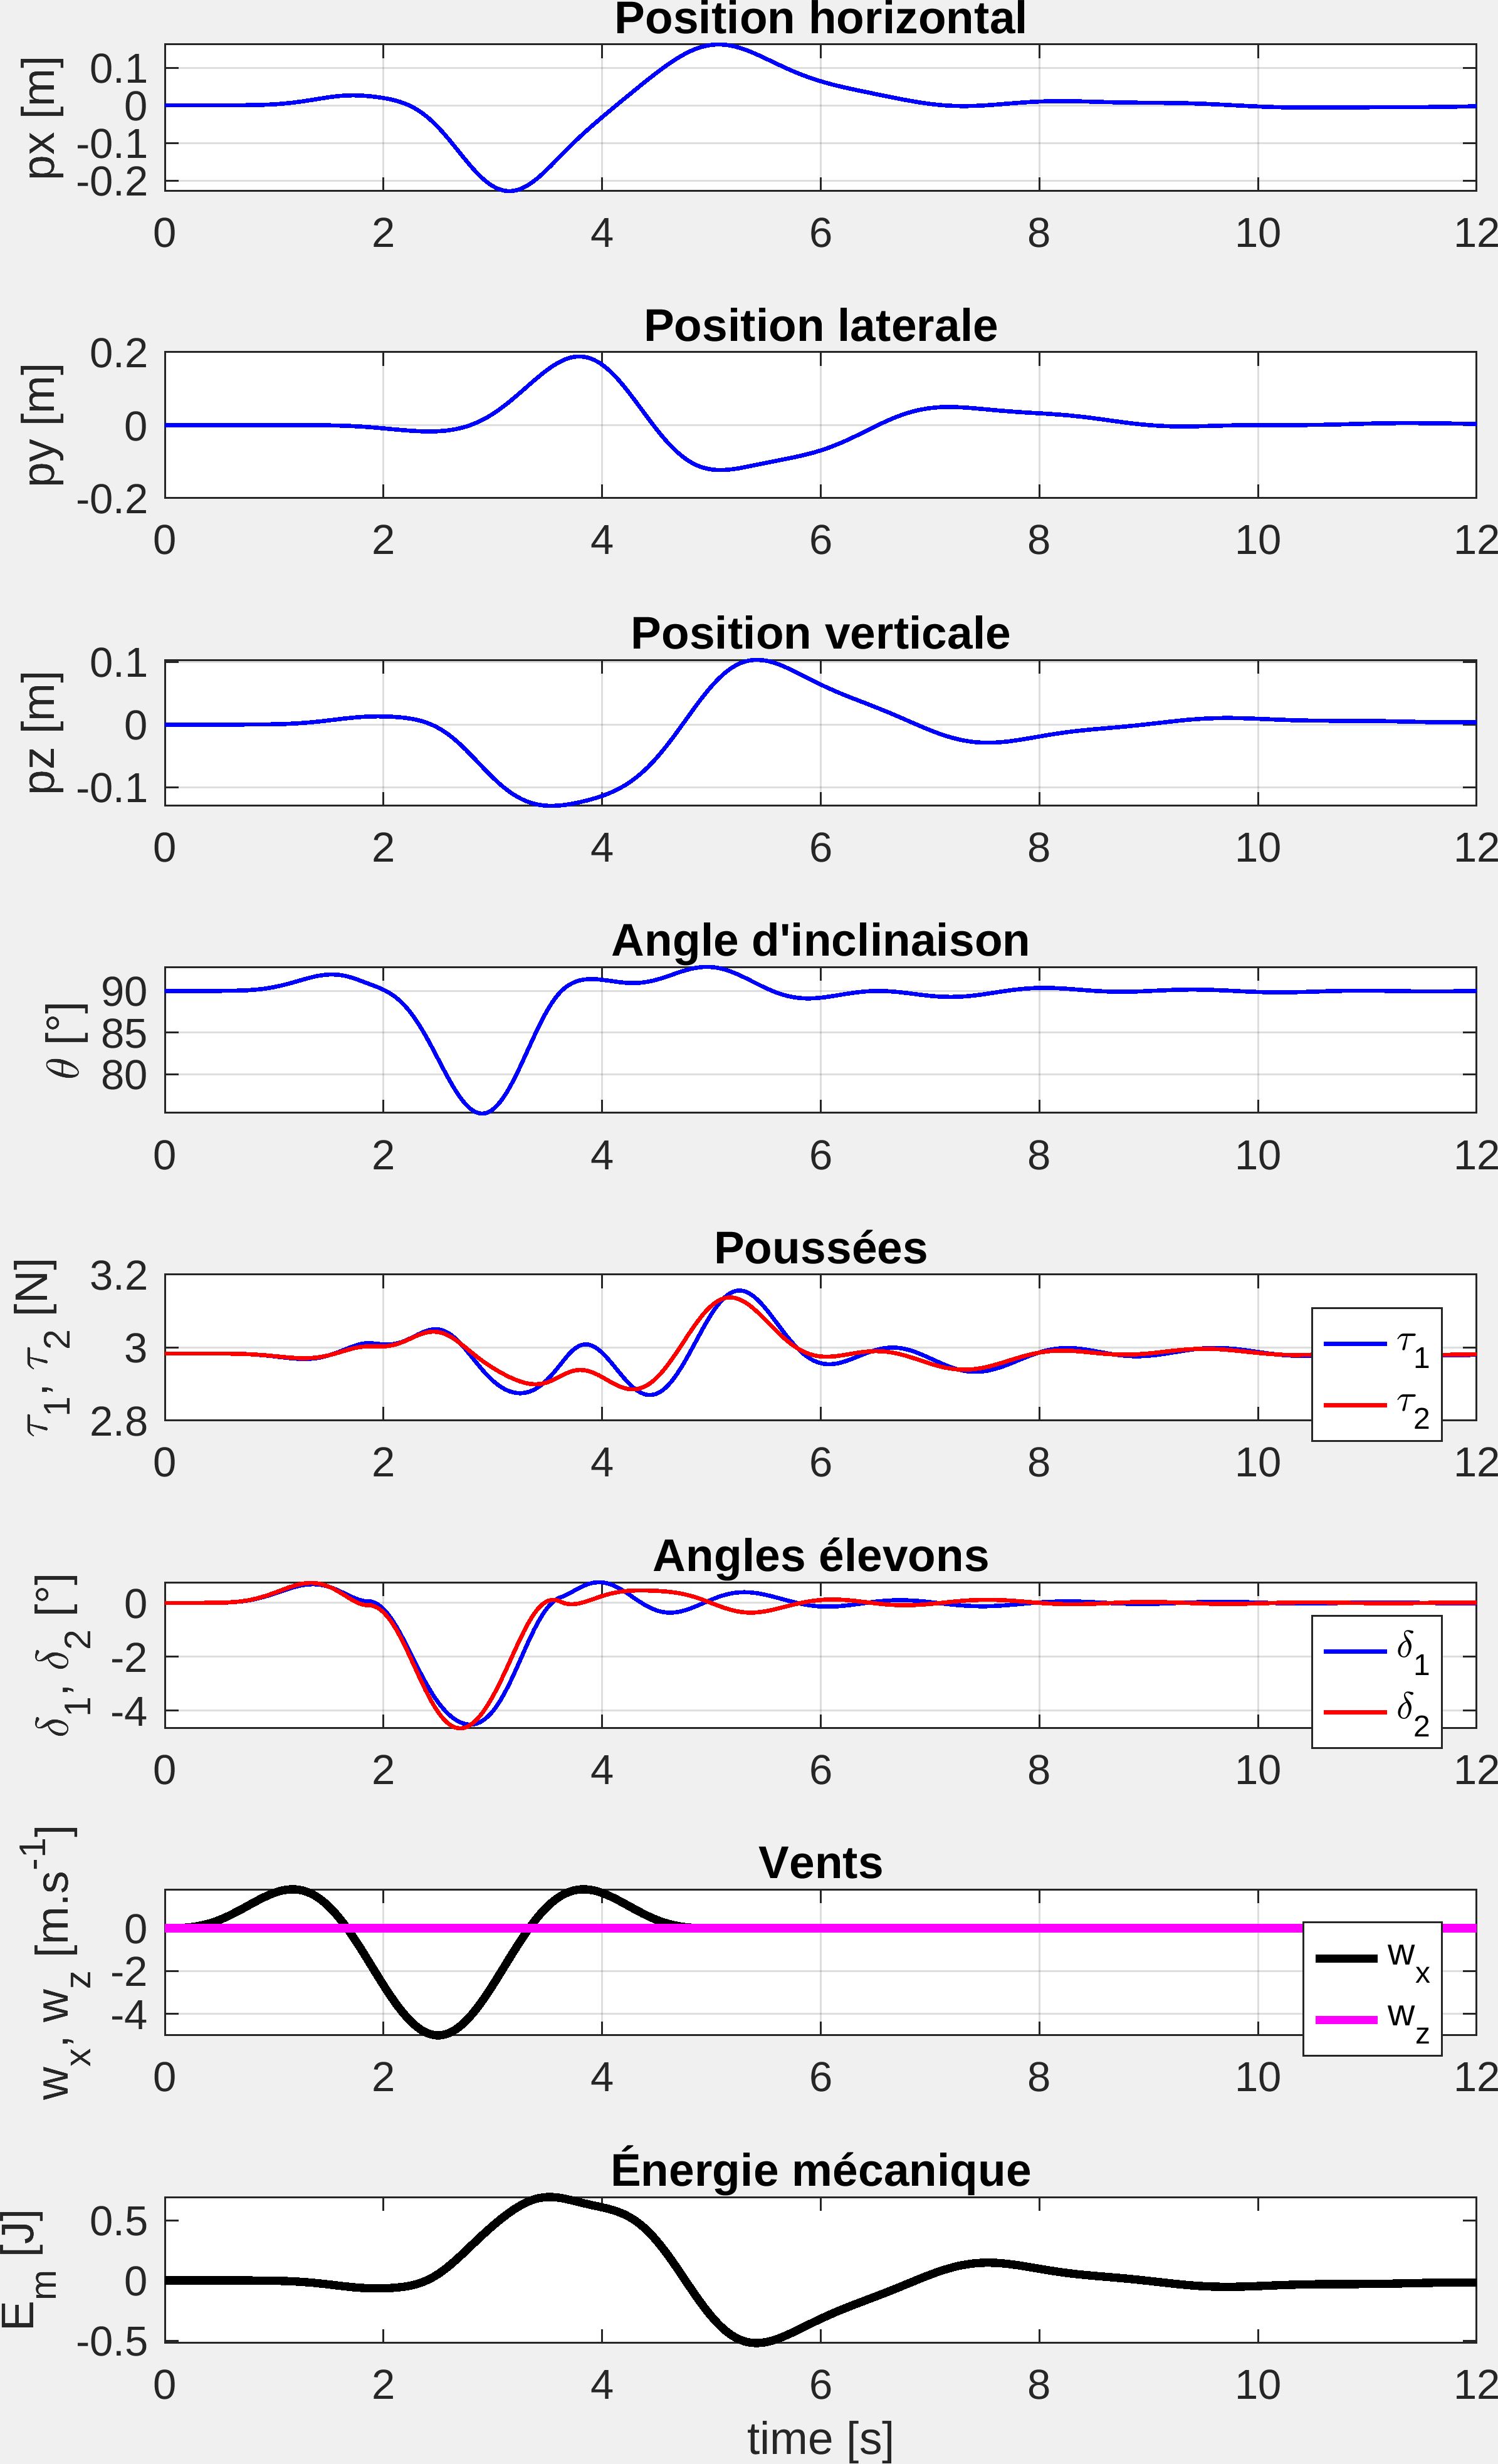 Position horizontal
px [m]
0.1
0
-0.1
-0.2
0 2 4 6 8 10 12
Position laterale
py [m]
0.2
0
-0.2
0 2 4 6 8 10 12
Position verticale
pz [m]
0.1
0
-0.1
0 2 4 6 8 10 12
Angle d'inclinaison
θ [°]
90
85
80
0 2 4 6 8 10 12
Poussées
τ1, τ2 [N]
3.2
3
2.8
τ1
τ2
0 2 4 6 8 10 12
Angles élevons
δ1, δ2 [°]
0
-2
-4
δ1
δ2
0 2 4 6 8 10 12
Vents
wx, wz [m.s-1]
0
-2
-4
wx
wz
0 2 4 6 8 10 12
Énergie mécanique
Em [J]
0.5
0
-0.5
0 2 4 6 8 10 12
time [s]